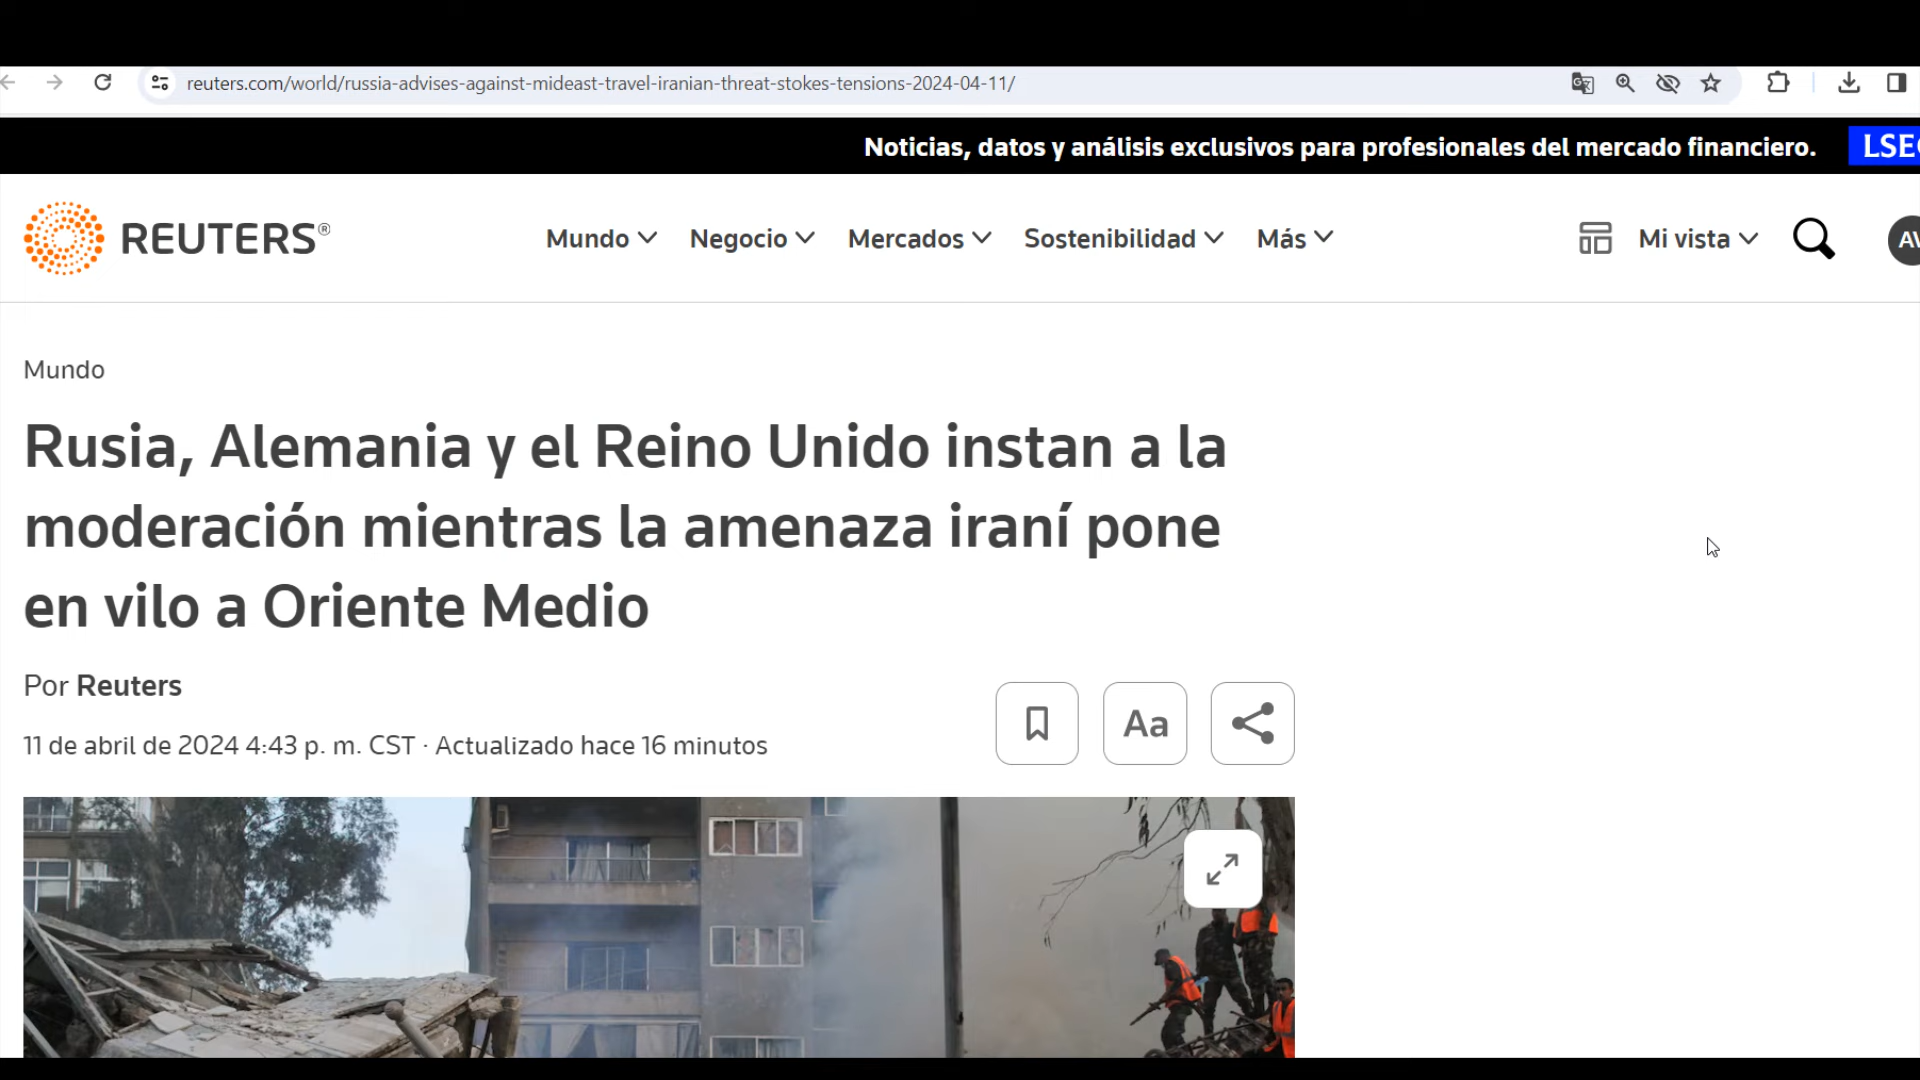 reuters.com/world/russia-advises-against-mideast-travel-iranian-threat-stokes-tensions-2024-04-11/
Noticias, datos y análisis exclusivos para profesionales del mercado financiero. LSE
REUTERS®
Mundo Negocio Mercados Sostenibilidad Más Mi vista AV
Mundo
Rusia, Alemania y el Reino Unido instan a la
moderación mientras la amenaza iraní pone
en vilo a Oriente Medio
Por Reuters
Aa
11 de abril de 2024 4:43 p. m. CST · Actualizado hace 16 minutos